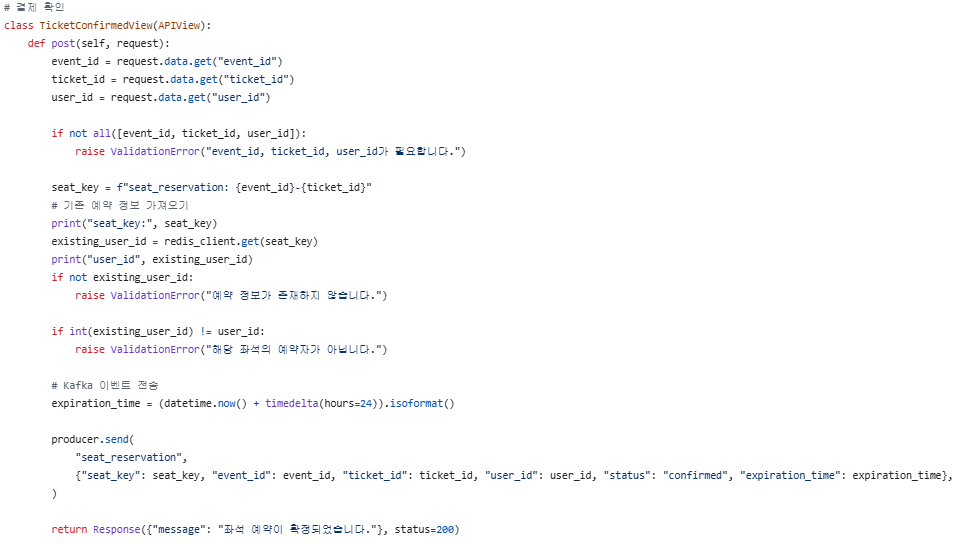 # 결제 확인
class TicketConfirmedView(APIView):
    def post(self, request):
        event_id = request.data.get("event_id")
        ticket_id = request.data.get("ticket_id")
        user_id = request.data.get("user_id")

        if not all([event_id, ticket_id, user_id]):
            raise ValidationError("event_id, ticket_id, user_id가 필요합니다.")

        seat_key = f"seat_reservation: {event_id}-{ticket_id}"
        # 기존 예약 정보 가져오기
        print("seat_key:", seat_key)
        existing_user_id = redis_client.get(seat_key)
        print("user_id", existing_user_id)
        if not existing_user_id:
            raise ValidationError("예약 정보가 존재하지 않습니다.")

        if int(existing_user_id) != user_id:
            raise ValidationError("해당 좌석의 예약자가 아닙니다.")

        # Kafka 이벤트 전송
        expiration_time = (datetime.now() + timedelta(hours=24)).isoformat()

        producer.send(
            "seat_reservation",
            {"seat_key": seat_key, "event_id": event_id, "ticket_id": ticket_id, "user_id": user_id, "status": "confirmed", "expiration_time": expiration_time},
        )

        return Response({"message": "좌석 예약이 확정되었습니다."}, status=200)